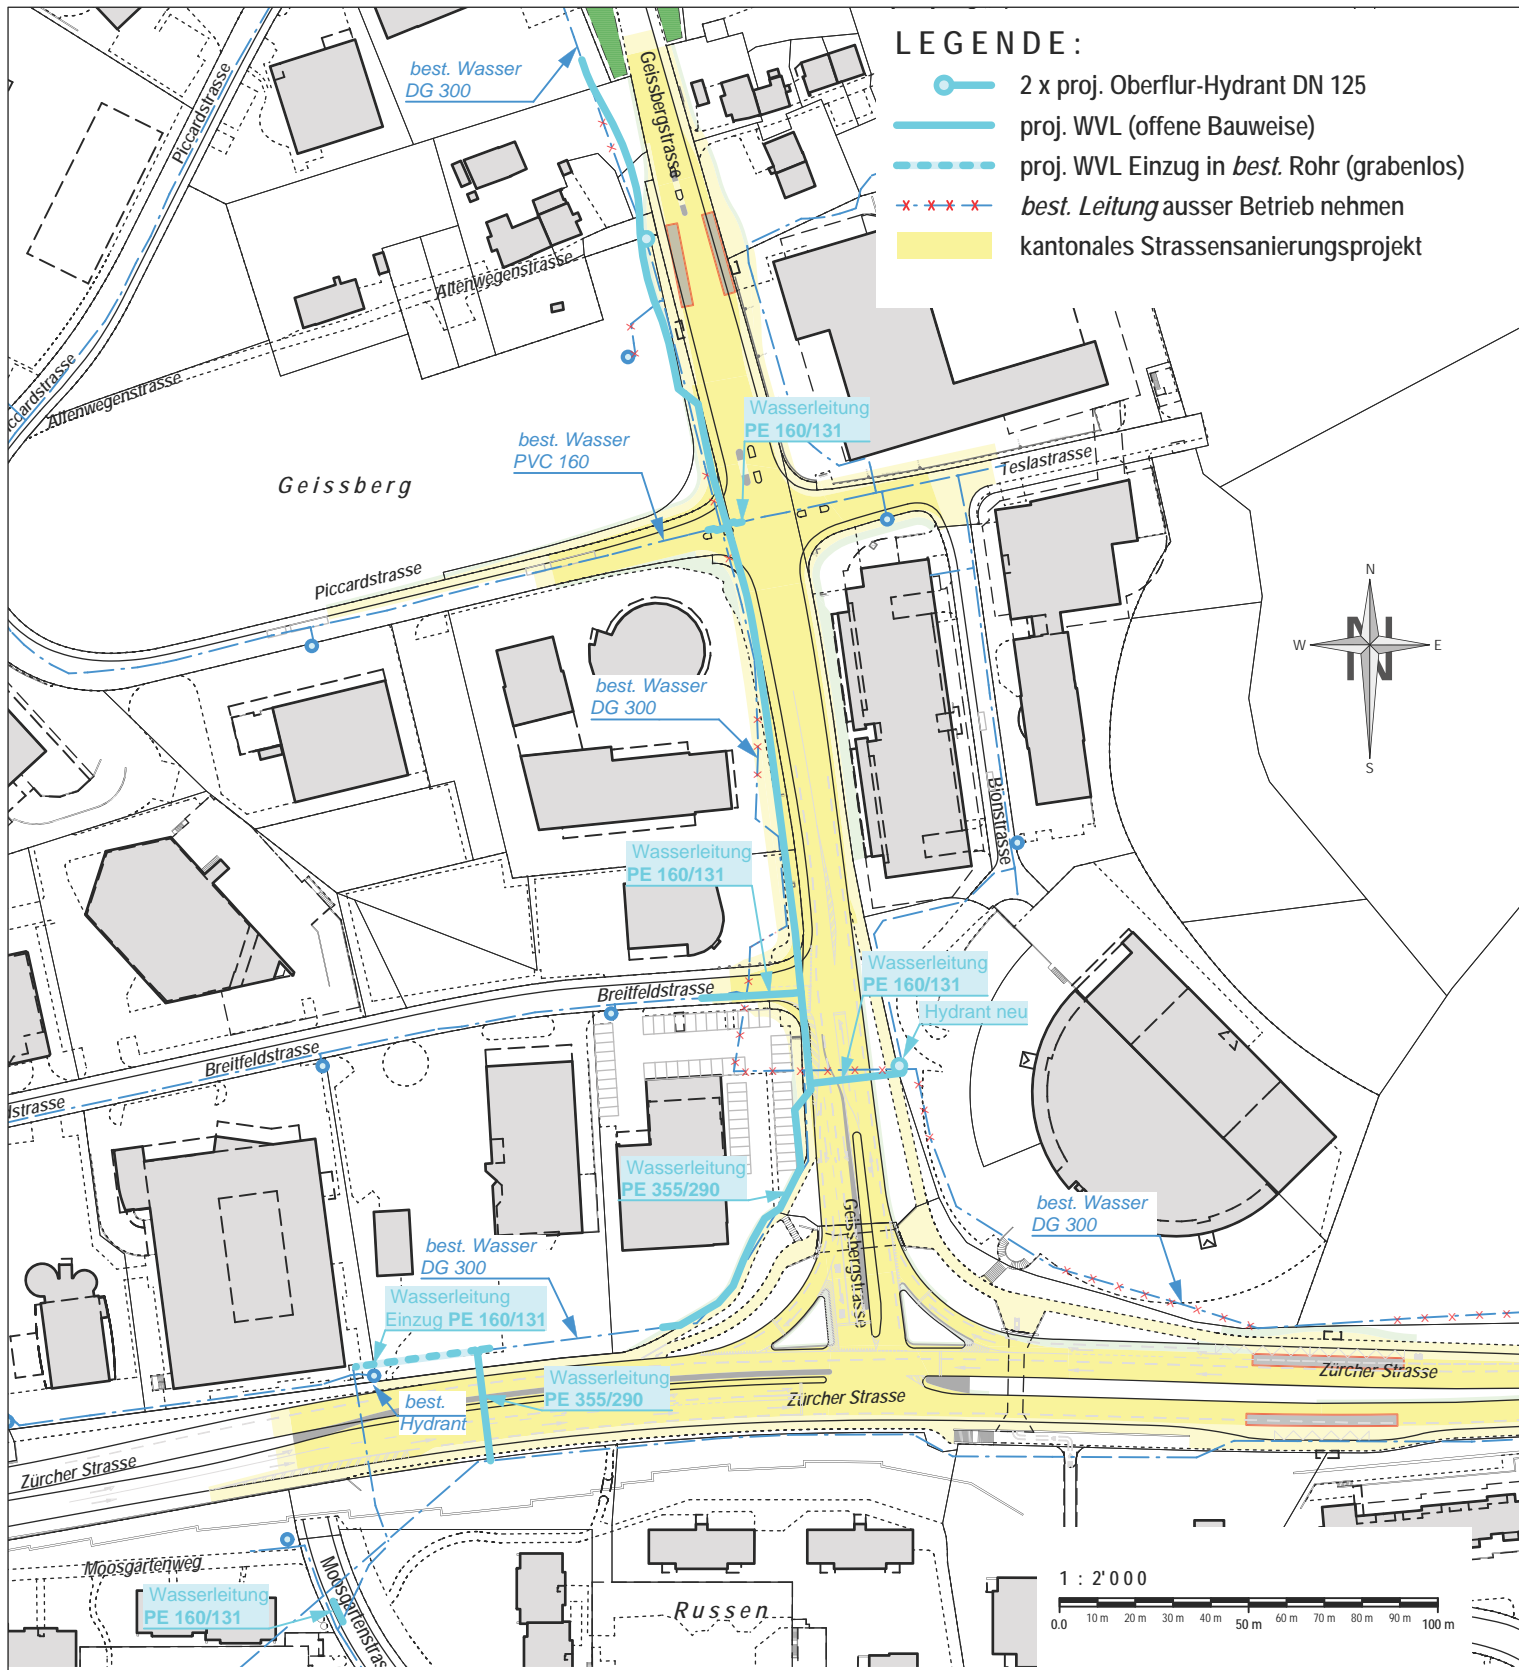 LEGENDE:
2 x proj. Oberflur-Hydrant DN 125
proj. WVL (offene Bauweise)
proj. WVL Einzug in best. Rohr (grabenlos)
best. Leitung ausser Betrieb nehmen
kantonales Strassensanierungsprojekt
best. Wasser
DG 300
Geissbergstrasse
Piccardstrasse
Altenwegenstrasse
Piccardstrasse
Altenwegenstrasse
Wasserleitung
PE 160/131
best. Wasser
PVC 160
Geissberg
Teslastrasse
Piccardstrasse
N
W
N
E
S
best. Wasser
DG 300
Bionstrasse
Wasserleitung
PE 160/131
Wasserleitung
PE 160/131
Breitfeldstrasse
Hydrant neu
Breitfeldstrasse
dstrasse
Wasserleitung
PE 355/290
best. Wasser
DG 300
Geissbergstrasse
best. Wasser
DG 300
Wasserleitung
Einzug PE 160/131
Zürcher Strasse
Wasserleitung
PE 355/290
Zürcher Strasse
best.
Hydrant
Zürcher Strasse
Moosgartenweg
Moosgartenstras
Wasserleitung
PE 160/131
Russen
1 : 2'000
0.0 10 m 20 m 30 m 40 m 50 m 60 m 70 m 80 m 90 m 100 m